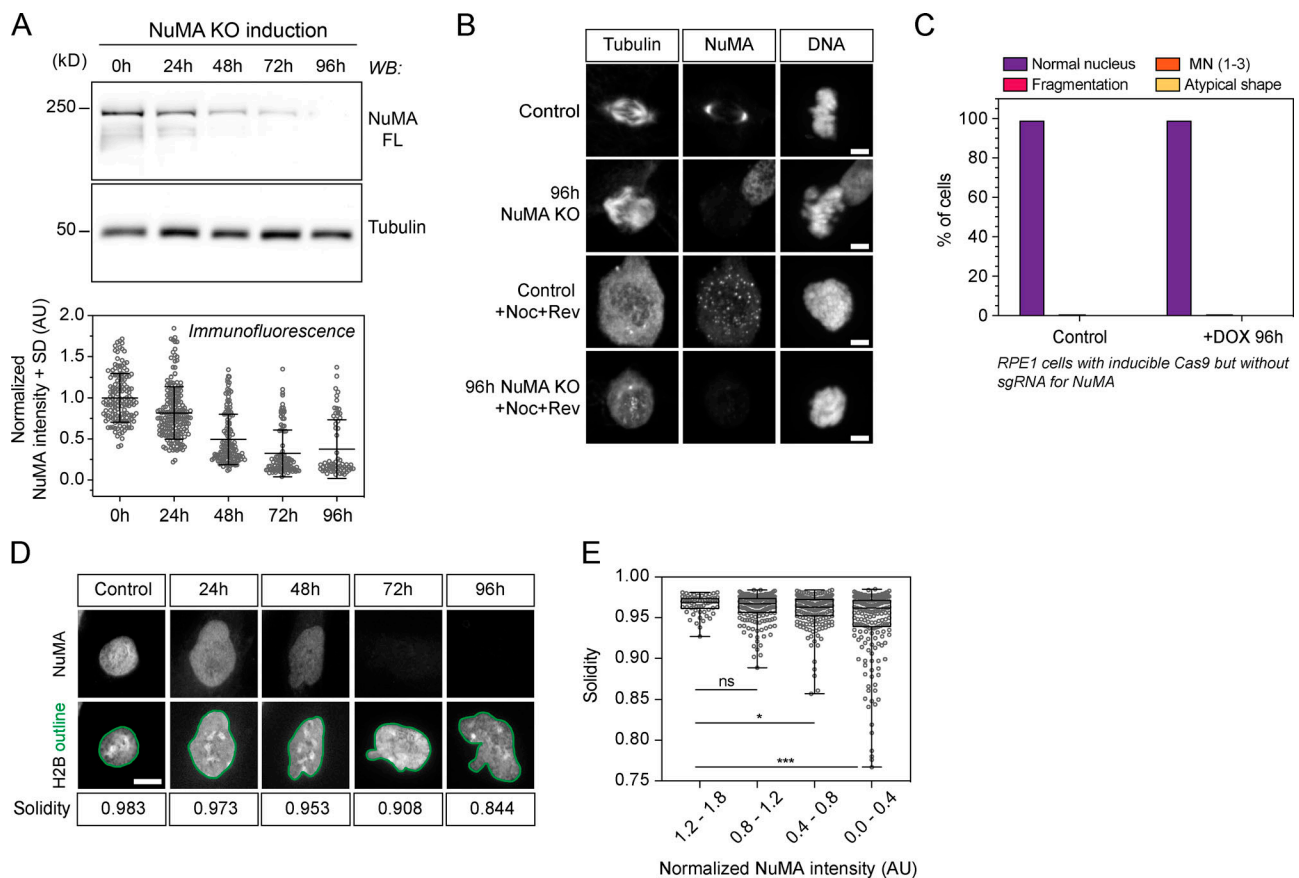 A
NuMA KO induction
(kD)
0h 24h 48h 72h 96h WB:
250
NuMA
FL
50
Tubulin
Normalized
NuMA intensity + SD (AU)
2.0
1.5
1.0
0.5
0.0
Immunofluorescence
0h 24h 48h 72h 96h
B
Tubulin NuMA DNA
Control
96h
NuMA KO
Control
+Noc+Rev
96h NuMA KO
+Noc+Rev
C
Normal nucleus MN (1-3)
Fragmentation Atypical shape
% of cells
100
80
60
40
20
0
Control +DOX 96h
RPE1 cells with inducible Cas9 but without
sgRNA for NuMA
D
Control 24h 48h 72h 96h
NuMA
H2B outline
Solidity 0.983 0.973 0.953 0.908 0.844
E
Solidity
1.00
0.95
0.90
0.85
0.80
0.75
ns
*
***
1.2 - 1.8 0.8 - 1.2 0.4 - 0.8 0.0 - 0.4
Normalized NuMA intensity (AU)